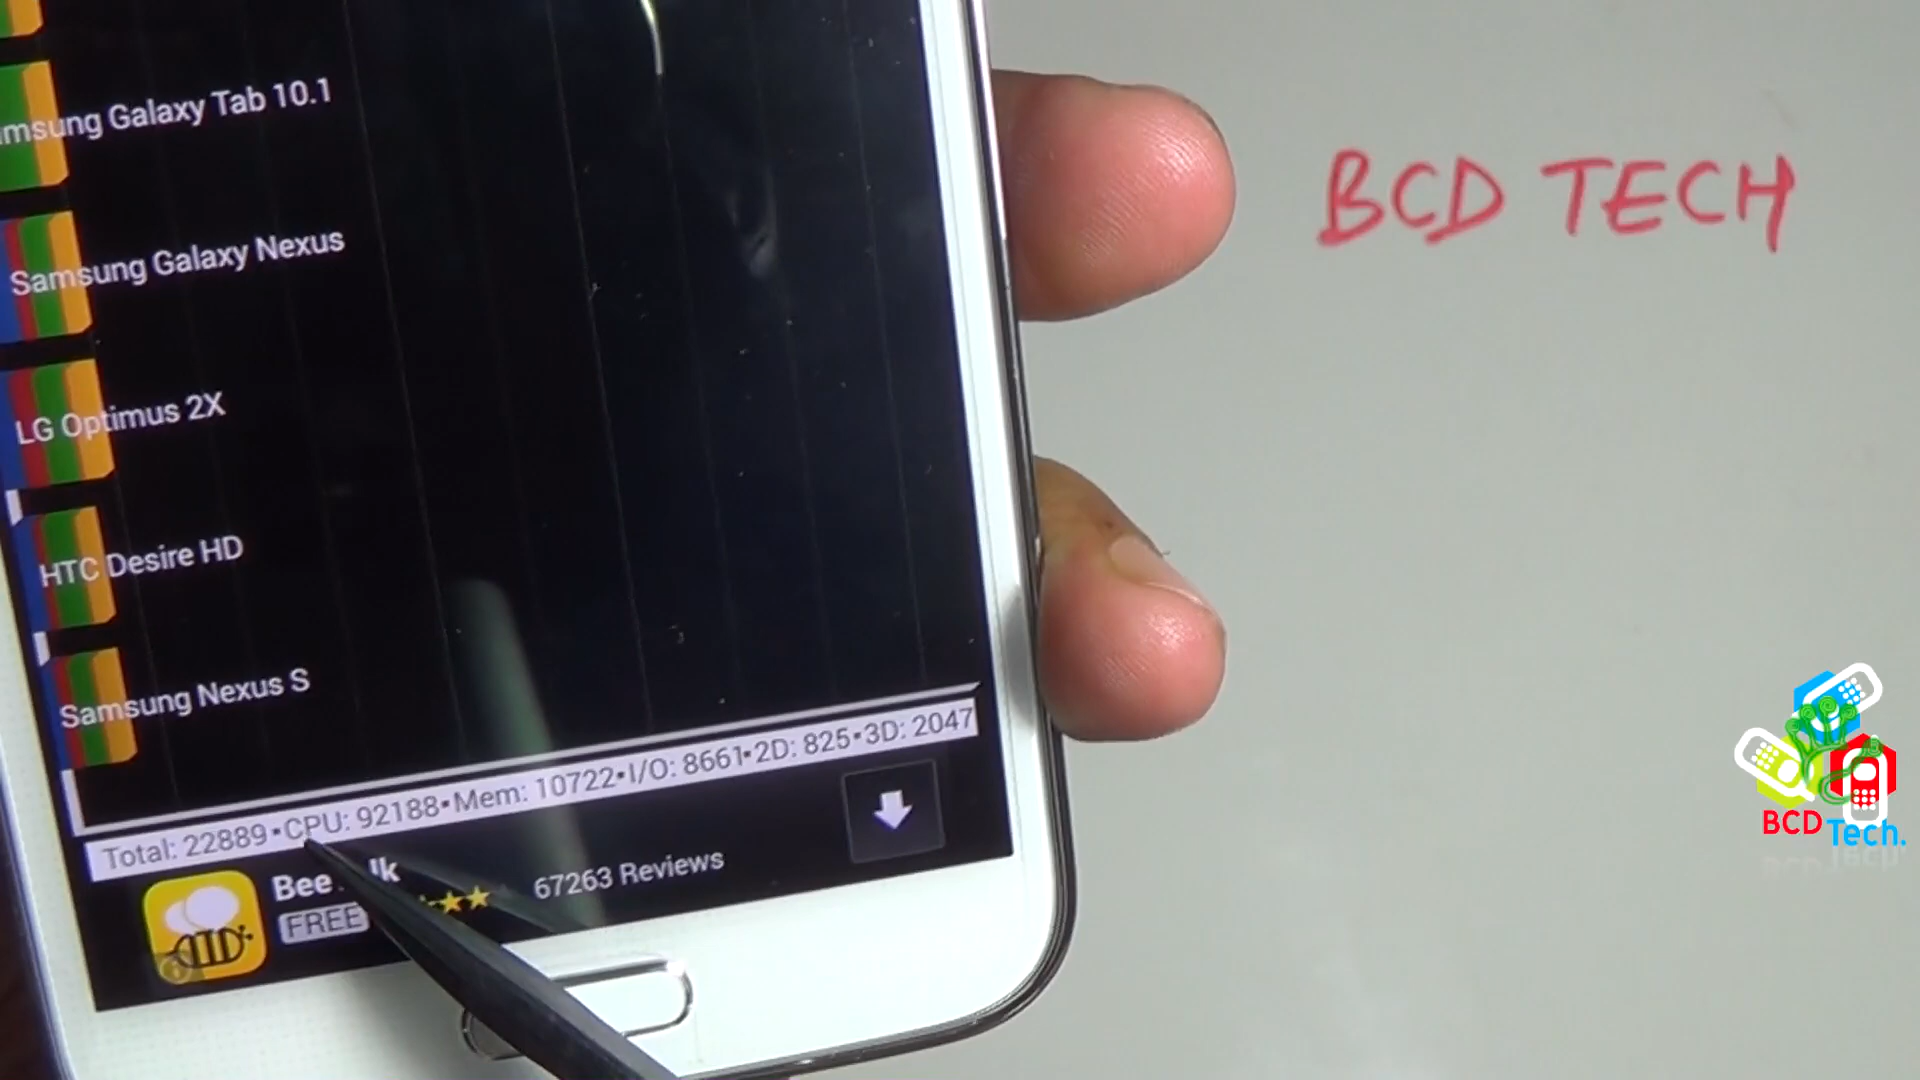 Samsung Galaxy Tab 10.1
BCD TECH
Samsung Galaxy Nexus
LG Optimus 2X
HTC Desire HD
Samsung Nexus S
Total: 22889•CPU: 92188•Mem: 10722•I/O: 8661•2D: 825•3D: 2047
Bee
FREE
67263 Reviews
BCD Tech.